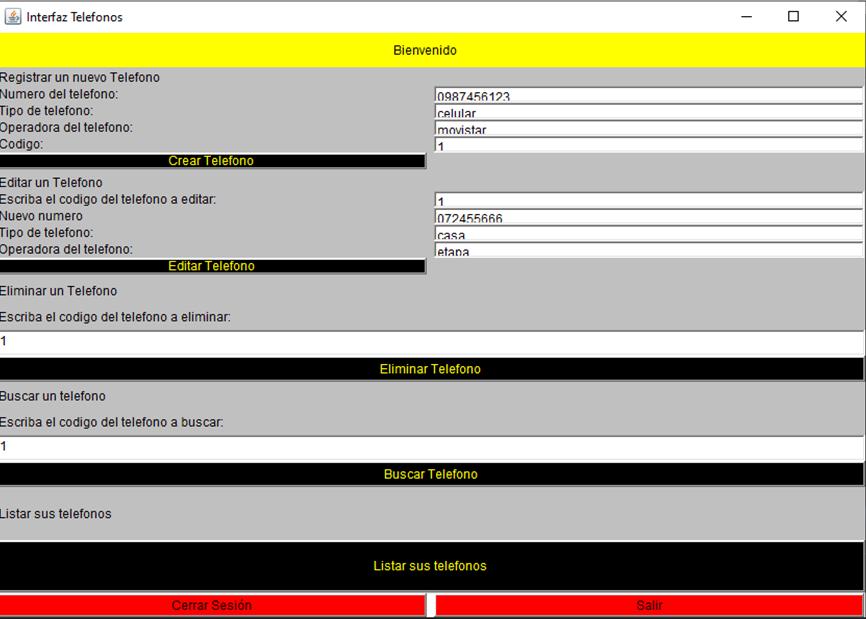 Interfaz Telefonos
Bienvenido
Registrar un nuevo Telefono
Numero del telefono: 0987456123
Tipo de telefono: celular
Operadora del telefono: movistar
Codigo: 1
Crear Telefono
Editar un Telefono
Escriba el codigo del telefono a editar: 1
Nuevo numero 072455666
Tipo de telefono: casa
Operadora del telefono: etapa
Editar Telefono
Eliminar un Telefono
Escriba el codigo del telefono a eliminar:
1
Eliminar Telefono
Buscar un telefono
Escriba el codigo del telefono a buscar:
1
Buscar Telefono
Listar sus telefonos
Listar sus telefonos
Cerrar Sesión Salir